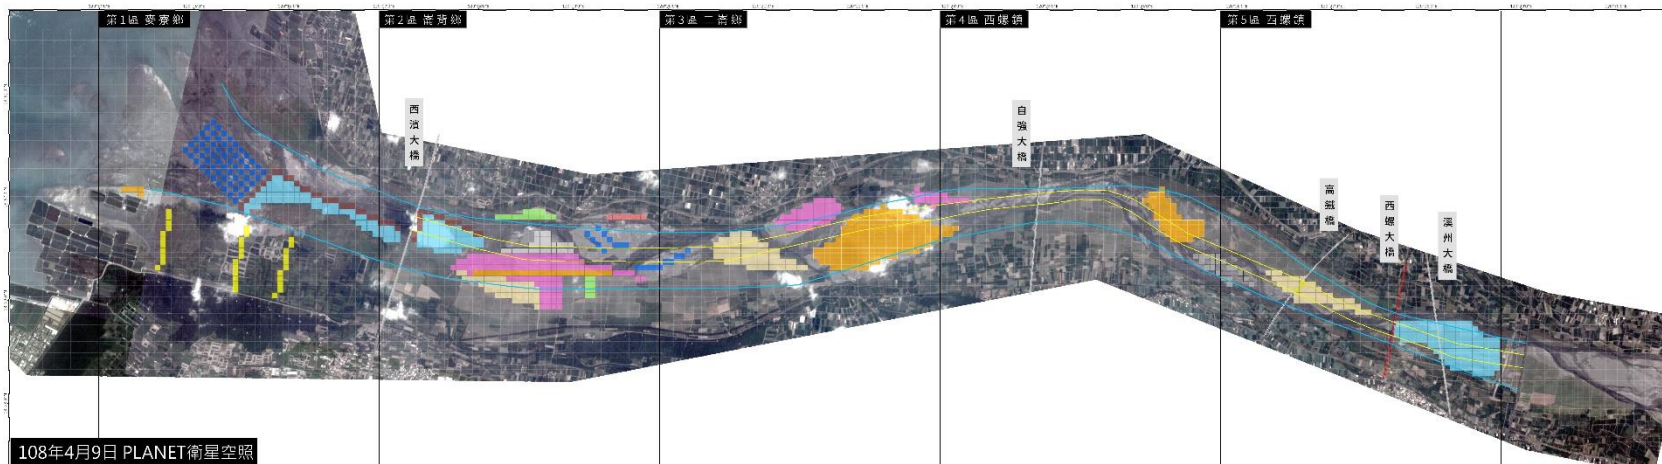 第1區 麥寮鄉
第2區 崙背鄉
第3區 二崙鄉
第4區 西螺鎮
第5區 西螺鎮
西濱大橋
自強大橋
高鐵橋
西螺大橋
溪州大橋
108年4月9日 PLANET衛星空照